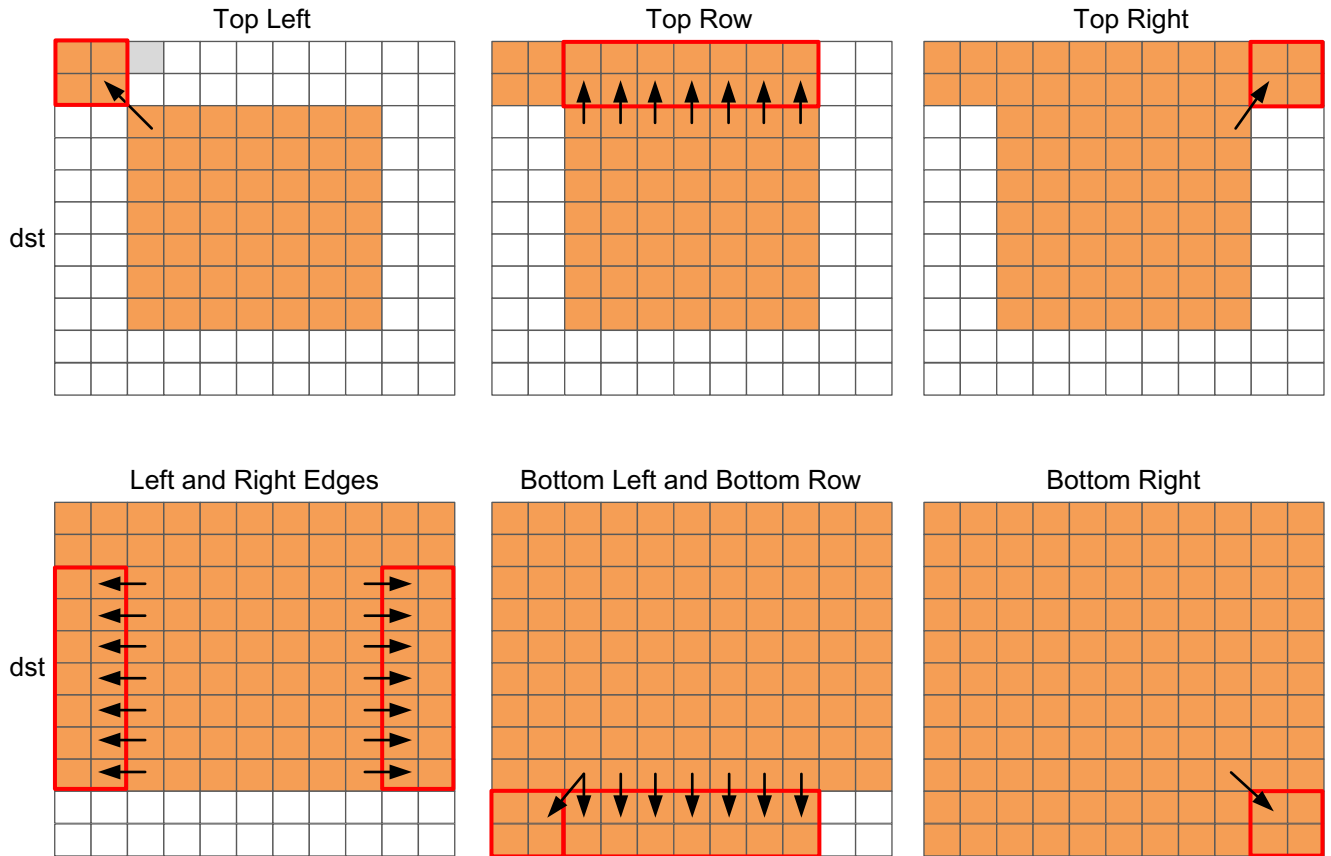 Top Left
Top Row
Top Right
dst
Left and Right Edges
Bottom Left and Bottom Row
Bottom Right
dst